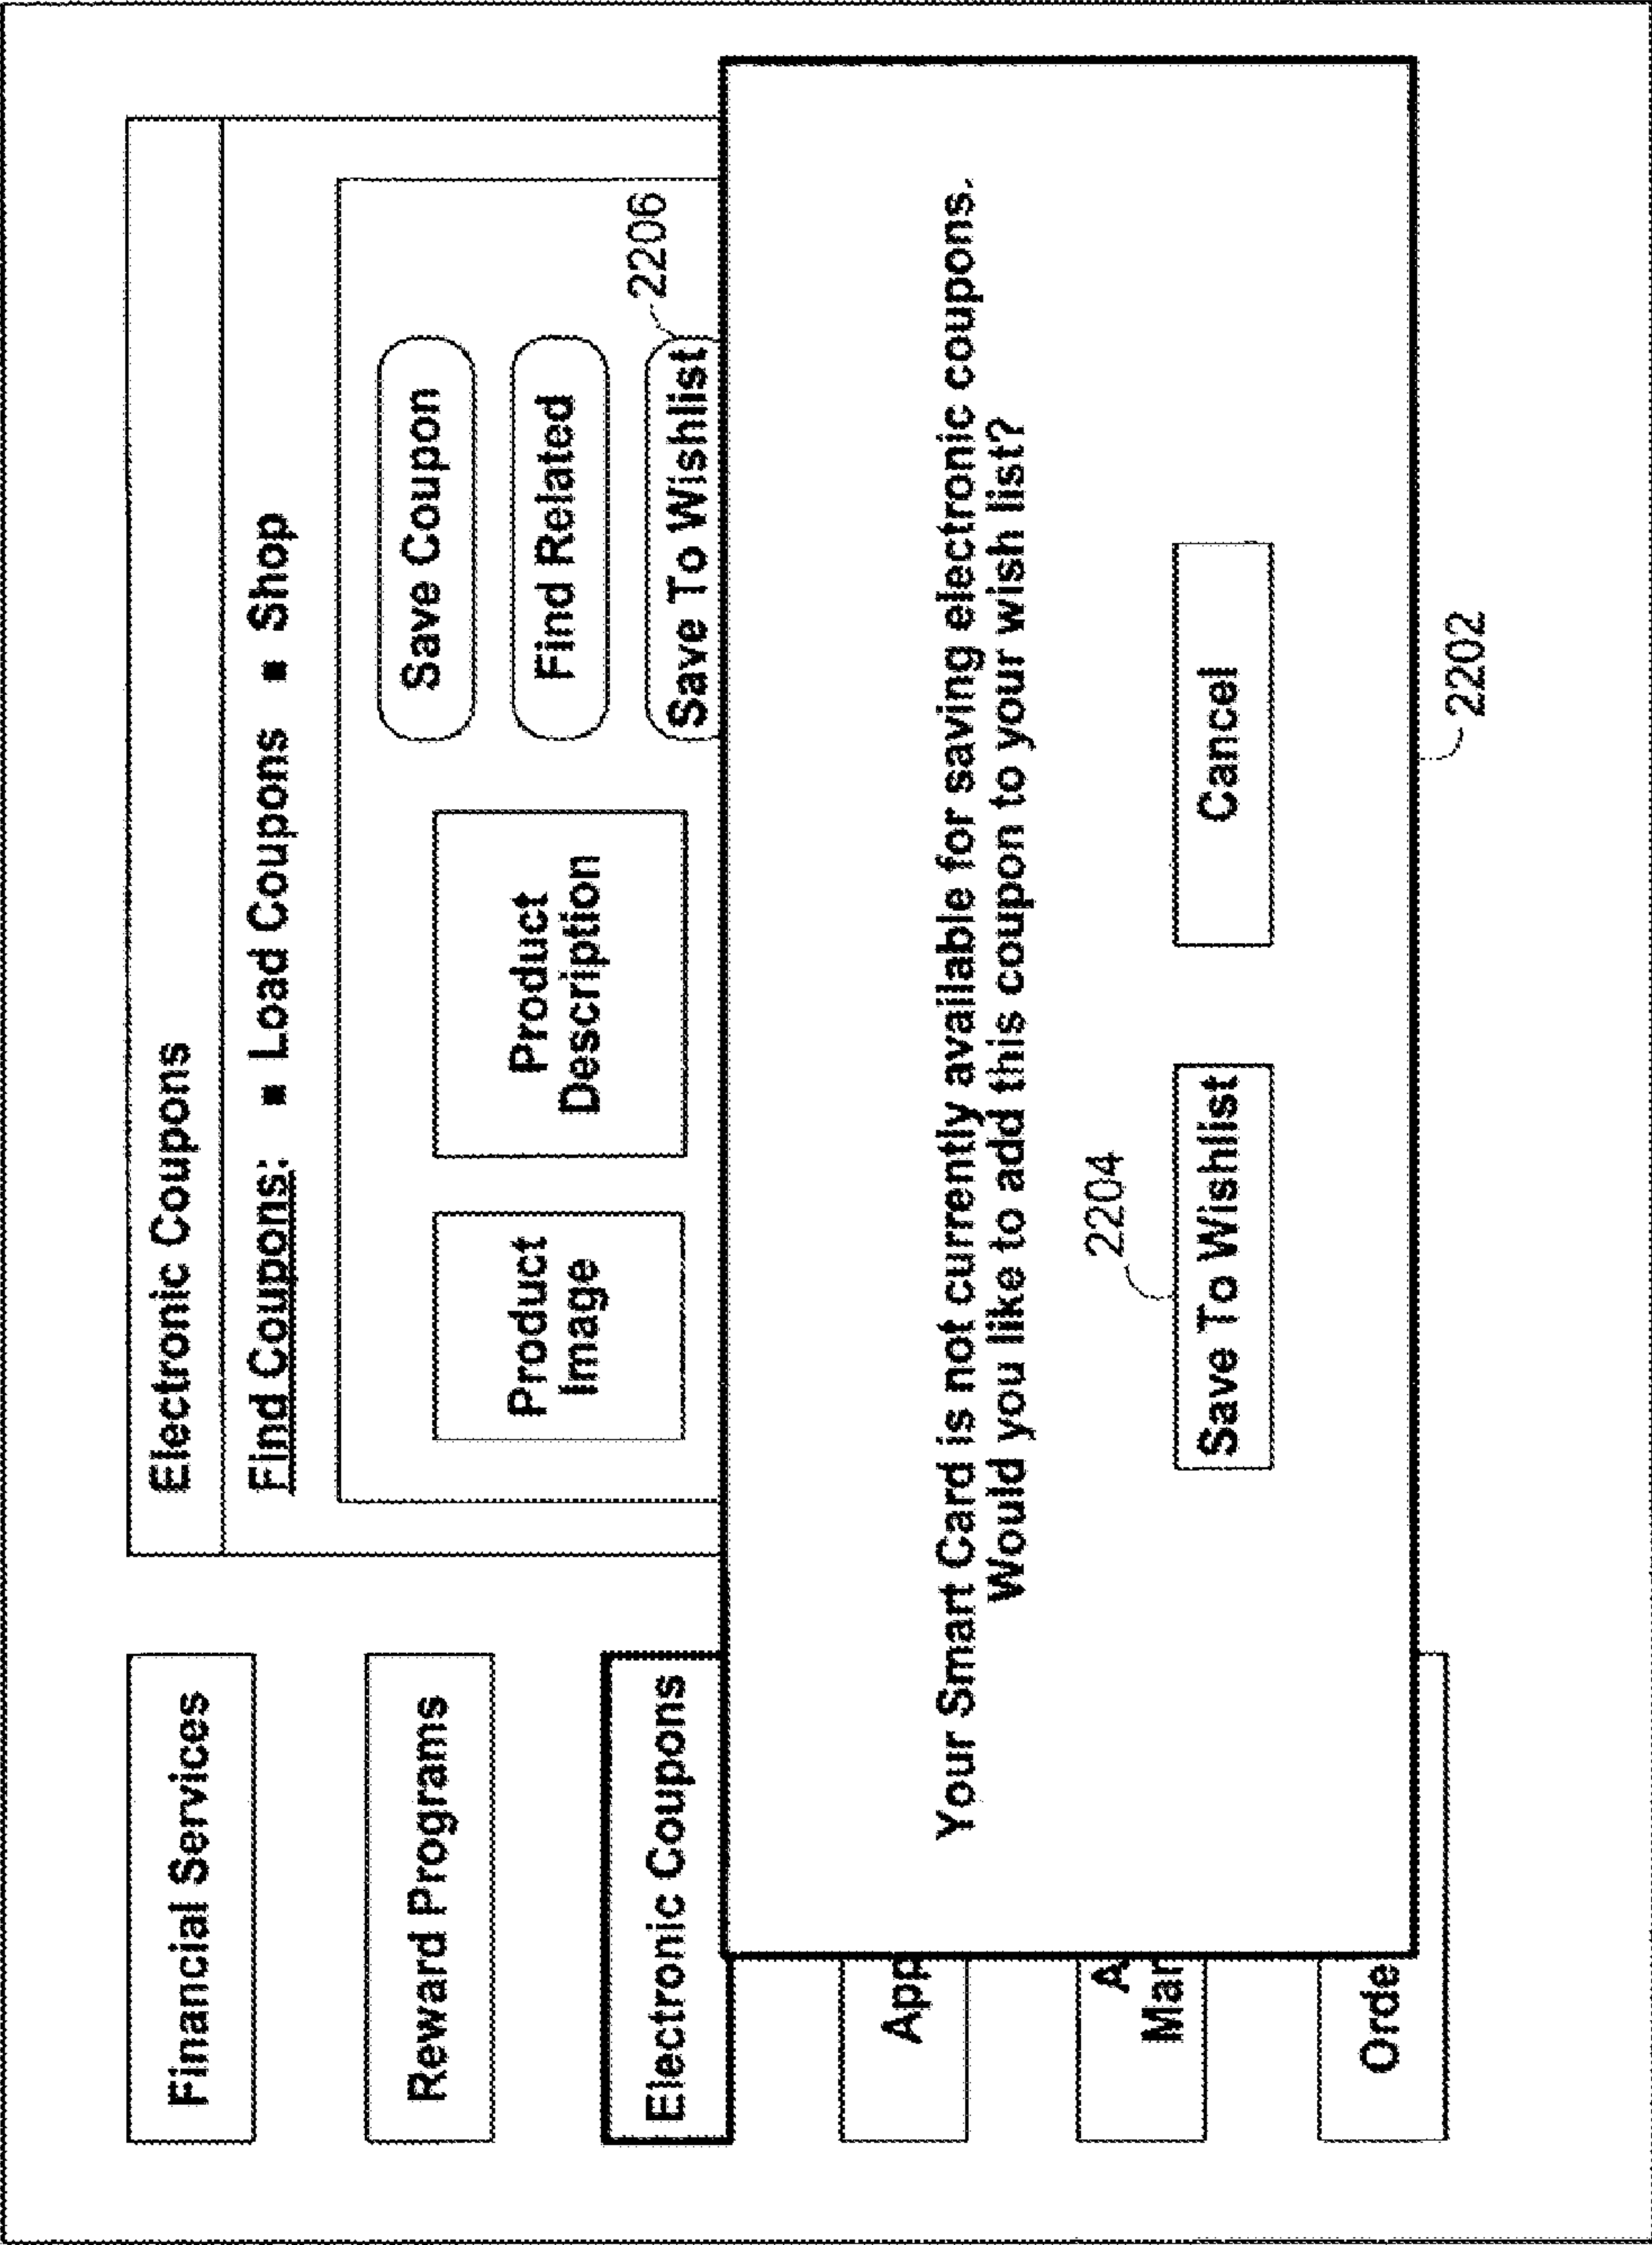 Financial Services
Reward Programs
Electronic Coupons
App
A
Man
Orde
Electronic Coupons
Find Coupons: ■ Load Coupons ■ Shop
Product
Image
Product
Description
Save Coupon
Find Related
Save To Wishlist
2206
Your Smart Card is not currently available for saving electronic coupons.
Would you like to add this coupon to your wish list?
2204
Save To Wishlist
Cancel
2202